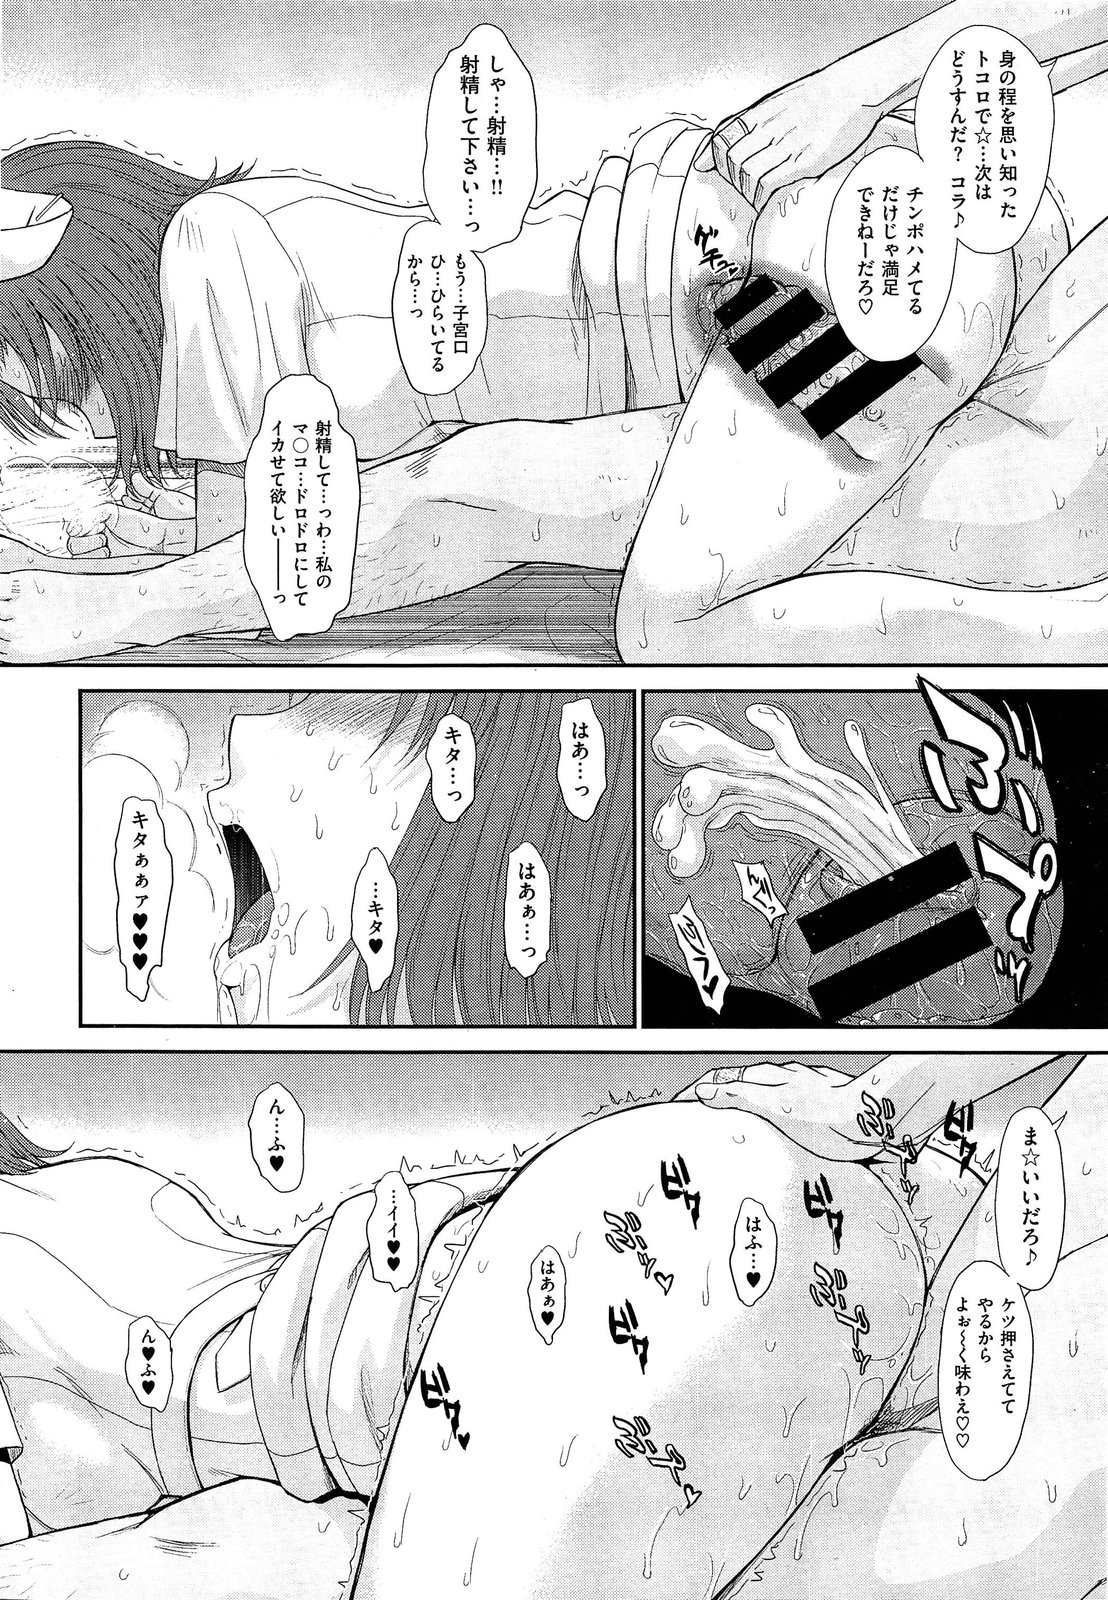 身の程を思い知った
トコロで☆…次は
どうすんだ？ コラ♪
チンポハメてる
だけじゃ満足
できねーだろ♡
グチュ
しゃ…射精…!!
射精して下さい…っ
もう…子宮口
ひ…ひらいてる
から…っ
射精して…っわ…私の
マ〇コ…ドロドロにして
イカせて欲しい──っ
はあ…っ
キタ…っ
はあぁ…っ
…キタ♥
キタぁぁァ♥♥♥
ま☆いいだろ♪
ケツ押さえてて
やるから
よぉ〜く味わえ♡
はふ…♥
はあぁ♥
…イイ♥
ん…ふ♥
ん♥ふ♥